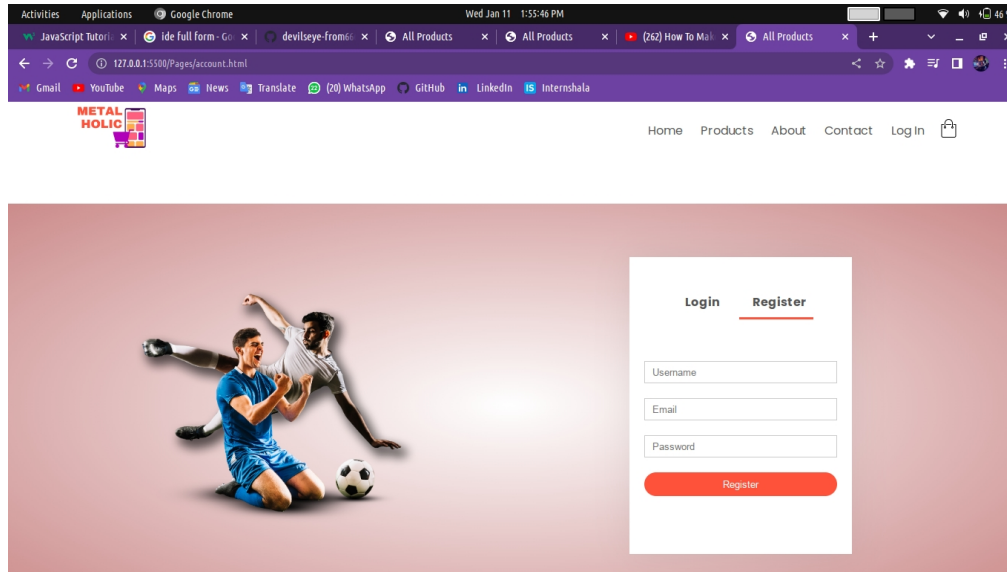 Activities Applications Google Chrome Wed Jan 11 1:55:46 PM 46
JavaScript Tutori ide full form - Go devilseye-from66 All Products All Products (262) How To Mak All Products
127.0.0.1:5500/Pages/account.html
Gmail YouTube Maps News Translate (20) WhatsApp GitHub LinkedIn Internshala
METAL
HOLIC
Home Products About Contact Log In
Login Register
Username
Email
Password
Register